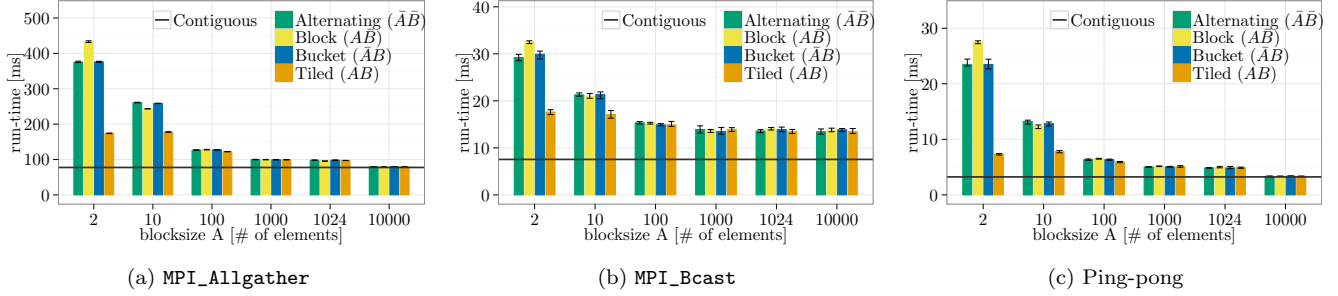 500
400
300
200
100
0
run-time [ms]
Contiguous
Alternating (ĀB̄)
Block (AB̄)
Bucket (ĀB)
Tiled (AB)
2 10 100 1000 1024 10000
blocksize A [# of elements]
(a) MPI_Allgather
40
30
20
10
0
run-time [ms]
Contiguous
Alternating (ĀB̄)
Block (AB̄)
Bucket (ĀB)
Tiled (AB)
2 10 100 1000 1024 10000
blocksize A [# of elements]
(b) MPI_Bcast
30
20
10
0
run-time [ms]
Contiguous
Alternating (ĀB̄)
Block (AB̄)
Bucket (ĀB)
Tiled (AB)
2 10 100 1000 1024 10000
blocksize A [# of elements]
(c) Ping-pong